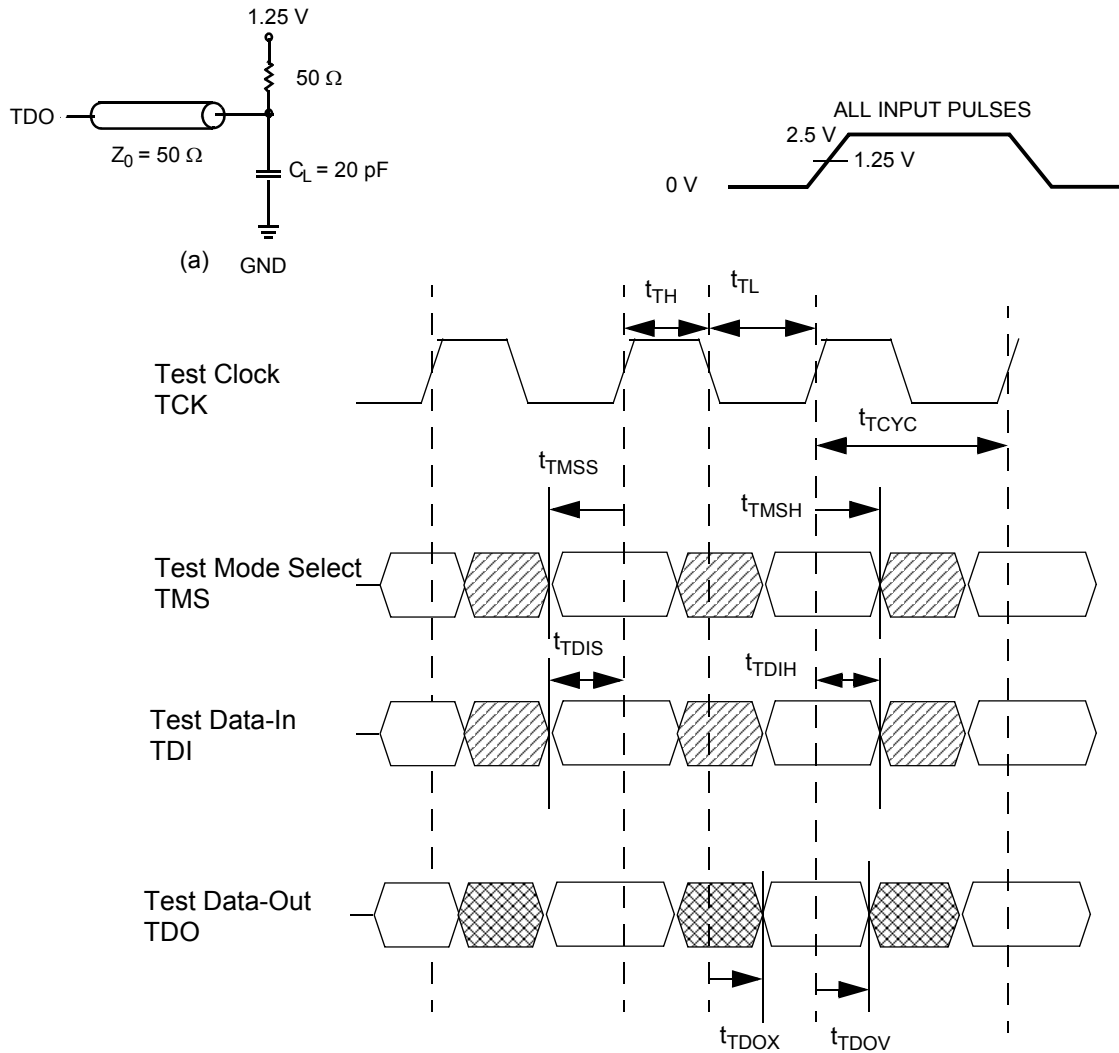 1.25 V
50 Ω
TDO
Z0 = 50 Ω
CL = 20 pF
(a) GND
ALL INPUT PULSES
2.5 V
1.25 V
0 V
tTH
tTL
Test Clock
TCK
tTCYC
tTMSS
tTMSH
Test Mode Select
TMS
tTDIS
tTDIH
Test Data-In
TDI
Test Data-Out
TDO
tTDOX
tTDOV